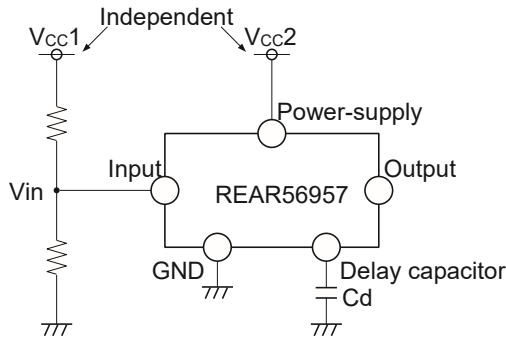 Independent
Vcc1
Vcc2
Power-supply
Input
Output
Vin
REAR56957
GND
Delay capacitor
Cd